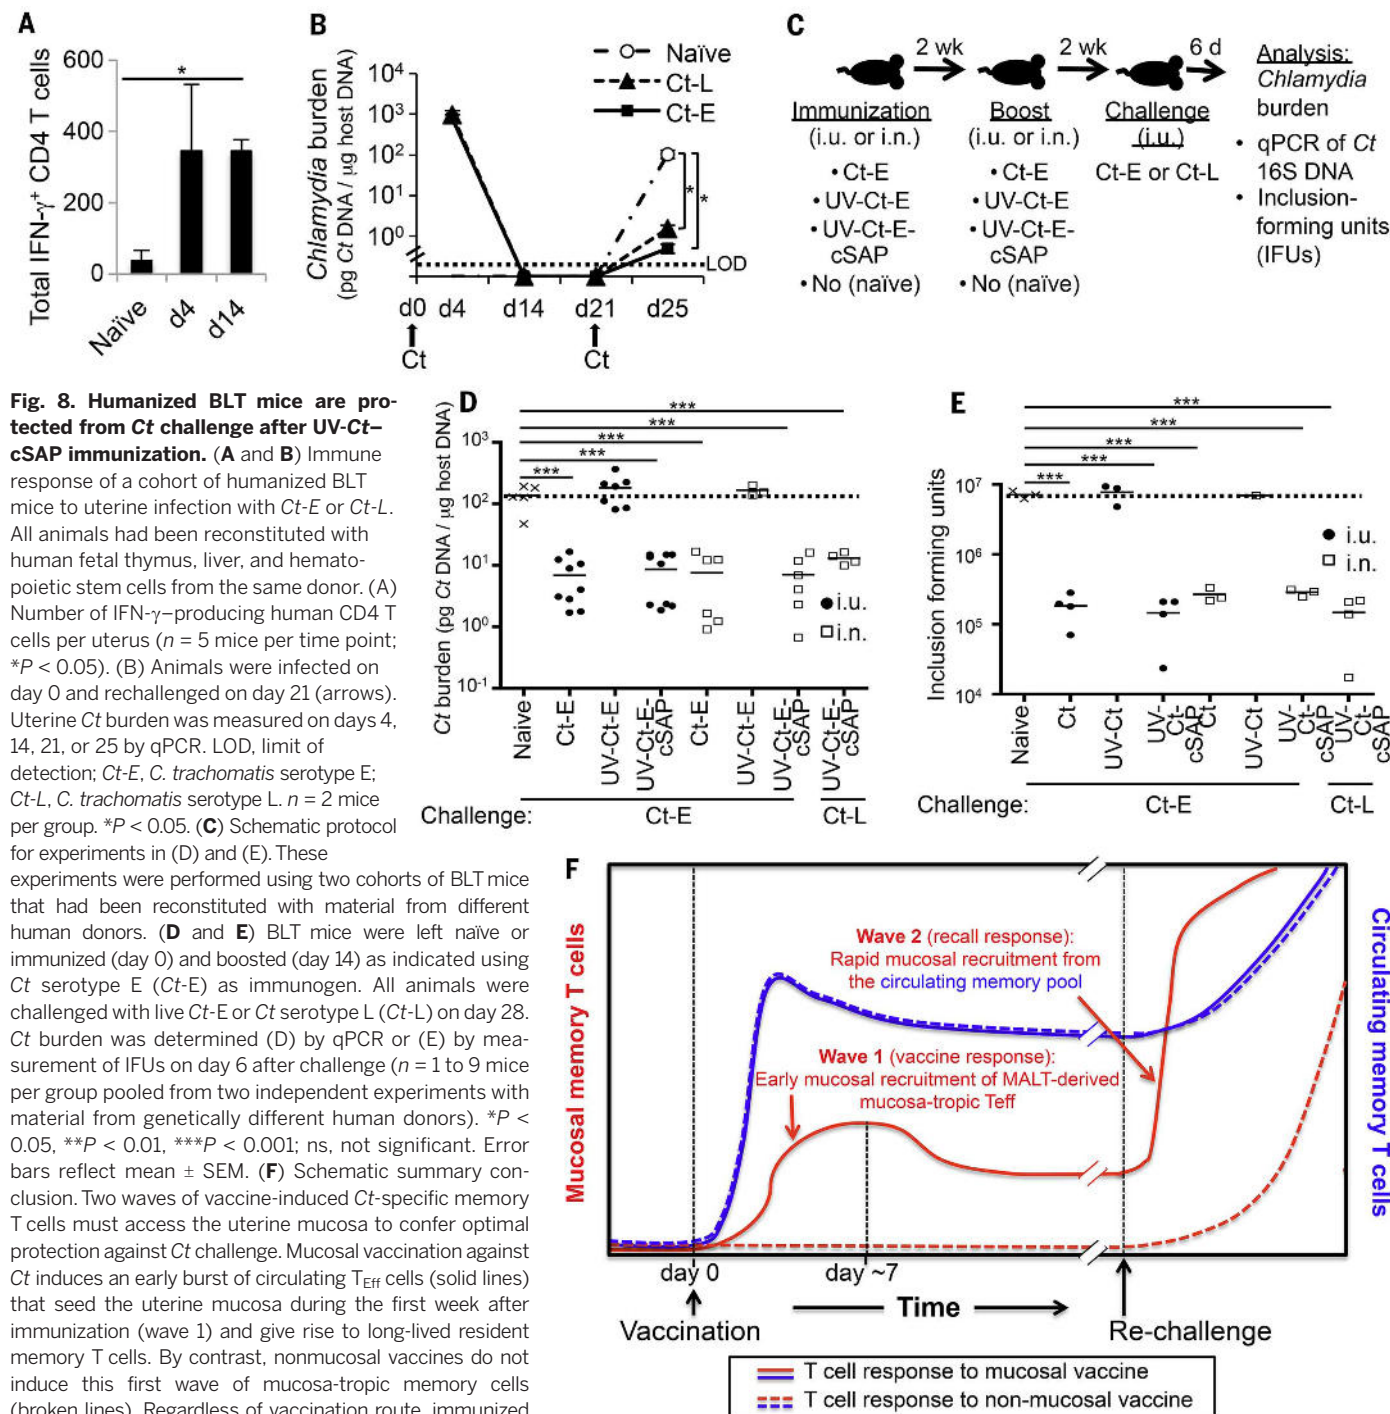 A
600
400
200
0
Total IFN-γ+ CD4 T cells
*
Naïve
d4
d14
B
Naïve
Ct-L
Ct-E
Chlamydia burden
(pg Ct DNA / μg host DNA)
10^4
10^3
10^2
10^1
10^0
*
*
LOD
d0 d4 d14 d21 d25
Ct
Ct
C
2 wk 2 wk 6 d
Immunization
(i.u. or i.n.)
• Ct-E
• UV-Ct-E
• UV-Ct-E-
cSAP
• No (naïve)
Boost
(i.u. or i.n.)
• Ct-E
• UV-Ct-E
• UV-Ct-E-
cSAP
• No (naïve)
Challenge
(i.u.)
Ct-E or Ct-L
Analysis:
Chlamydia
burden
• qPCR of Ct
16S DNA
• Inclusion-
forming units
(IFUs)
Fig. 8. Humanized BLT mice are pro-
tected from Ct challenge after UV-Ct–
cSAP immunization. (A and B) Immune
response of a cohort of humanized BLT
mice to uterine infection with Ct-E or Ct-L.
All animals had been reconstituted with
human fetal thymus, liver, and hemato-
poietic stem cells from the same donor. (A)
Number of IFN-γ–producing human CD4 T
cells per uterus (n = 5 mice per time point;
*P < 0.05). (B) Animals were infected on
day 0 and rechallenged on day 21 (arrows).
Uterine Ct burden was measured on days 4,
14, 21, or 25 by qPCR. LOD, limit of
detection; Ct-E, C. trachomatis serotype E;
Ct-L, C. trachomatis serotype L. n = 2 mice
per group. *P < 0.05. (C) Schematic protocol
for experiments in (D) and (E). These
experiments were performed using two cohorts of BLT mice
that had been reconstituted with material from different
human donors. (D and E) BLT mice were left naïve or
immunized (day 0) and boosted (day 14) as indicated using
Ct serotype E (Ct-E) as immunogen. All animals were
challenged with live Ct-E or Ct serotype L (Ct-L) on day 28.
Ct burden was determined (D) by qPCR or (E) by mea-
surement of IFUs on day 6 after challenge (n = 1 to 9 mice
per group pooled from two independent experiments with
material from genetically different human donors). *P <
0.05, **P < 0.01, ***P < 0.001; ns, not significant. Error
bars reflect mean ± SEM. (F) Schematic summary con-
clusion. Two waves of vaccine-induced Ct-specific memory
T cells must access the uterine mucosa to confer optimal
protection against Ct challenge. Mucosal vaccination against
Ct induces an early burst of circulating TEff cells (solid lines)
that seed the uterine mucosa during the first week after
immunization (wave 1) and give rise to long-lived resident
memory T cells. By contrast, nonmucosal vaccines do not
induce this first wave of mucosa-tropic memory cells
(broken lines). Regardless of vaccination route, immunized
D
Ct burden (pg Ct DNA / μg host DNA)
10^3
10^2
10^1
10^0
10^-1
***
***
***
***
***
i.u.
i.n.
Naive
Ct-E
UV-Ct-E
UV-Ct-E-
cSAP
Ct-E
UV-Ct-E
UV-Ct-E-
cSAP
UV-Ct-E-
cSAP
Challenge:
Ct-E
Ct-L
E
Inclusion forming units
10^7
10^6
10^5
10^4
***
***
***
***
***
i.u.
i.n.
Naive
Ct
UV-Ct
UV-
Ct-
cSAP
Ct
UV-Ct
UV-
Ct-
cSAP
UV-
Ct-
cSAP
Challenge:
Ct-E
Ct-L
F
Mucosal memory T cells
Circulating memory T cells
Wave 2 (recall response):
Rapid mucosal recruitment from
the circulating memory pool
Wave 1 (vaccine response):
Early mucosal recruitment of MALT-derived
mucosa-tropic Teff
day 0 day ~7
Time
Vaccination
Re-challenge
T cell response to mucosal vaccine
T cell response to non-mucosal vaccine